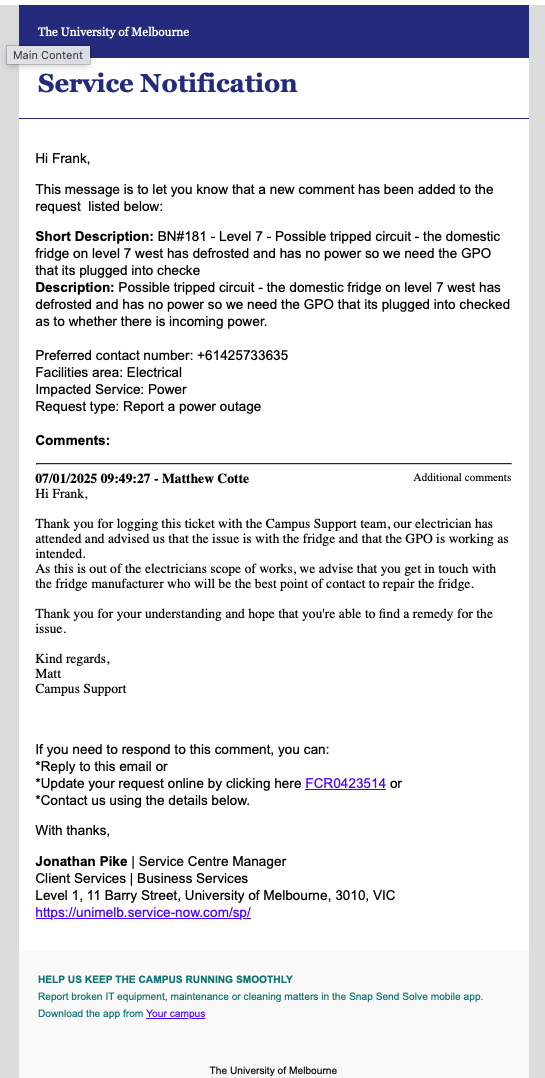 The University of Melbourne
Main Content
Service Notification
Hi Frank,
This message is to let you know that a new comment has been added to the
request  listed below:
Short Description: BN#181 - Level 7 - Possible tripped circuit - the domestic
fridge on level 7 west has defrosted and has no power so we need the GPO
that its plugged into checke
Description: Possible tripped circuit - the domestic fridge on level 7 west has
defrosted and has no power so we need the GPO that its plugged into checked
as to whether there is incoming power.
Preferred contact number: +61425733635
Facilities area: Electrical
Impacted Service: Power
Request type: Report a power outage
Comments:
07/01/2025 09:49:27 - Matthew Cotte Additional comments
Hi Frank,
Thank you for logging this ticket with the Campus Support team, our electrician has
attended and advised us that the issue is with the fridge and that the GPO is working as
intended.
As this is out of the electricians scope of works, we advise that you get in touch with
the fridge manufacturer who will be the best point of contact to repair the fridge.
Thank you for your understanding and hope that you're able to find a remedy for the
issue.
Kind regards,
Matt
Campus Support
If you need to respond to this comment, you can:
*Reply to this email or
*Update your request online by clicking here FCR0423514 or
*Contact us using the details below.
With thanks,
Jonathan Pike | Service Centre Manager
Client Services | Business Services
Level 1, 11 Barry Street, University of Melbourne, 3010, VIC
https://unimelb.service-now.com/sp/
HELP US KEEP THE CAMPUS RUNNING SMOOTHLY
Report broken IT equipment, maintenance or cleaning matters in the Snap Send Solve mobile app.
Download the app from Your campus
The University of Melbourne